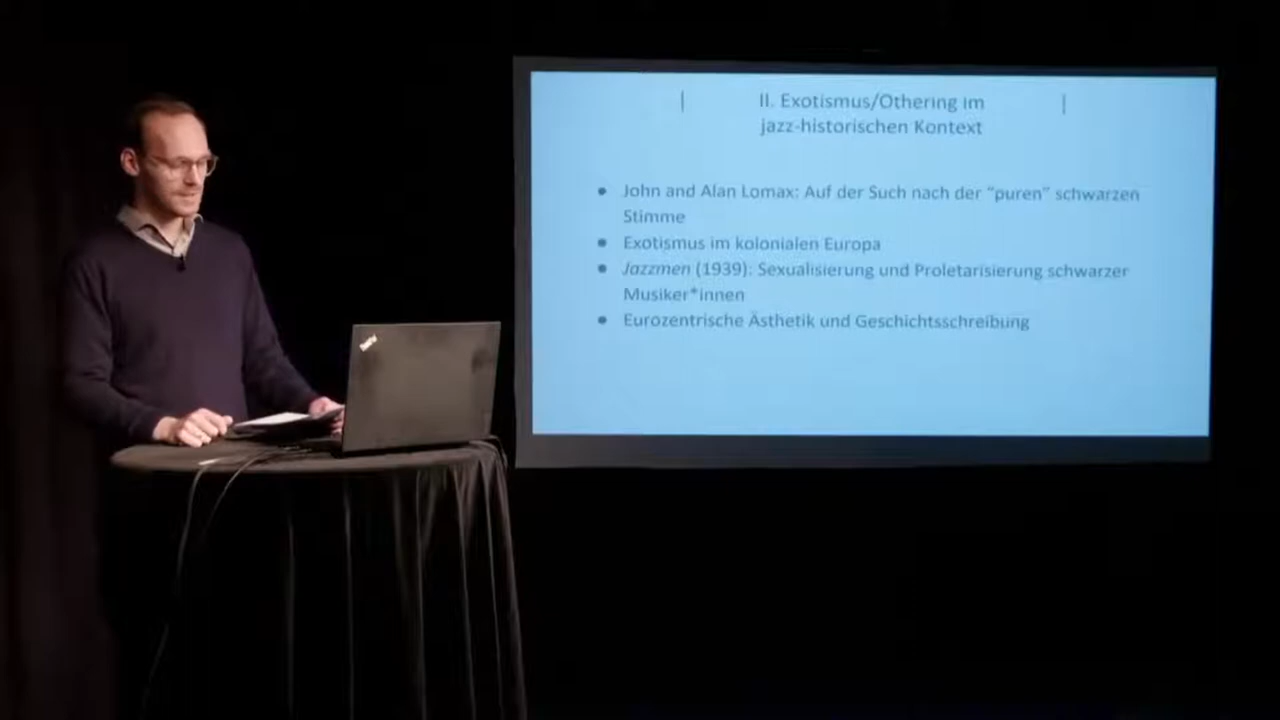 II. Exotismus/Othering im
jazz-historischen Kontext
John and Alan Lomax: Auf der Such nach der “puren” schwarzen
Stimme
Exotismus im kolonialen Europa
Jazzmen (1939): Sexualisierung und Proletarisierung schwarzer
Musiker*innen
Eurozentrische Ästhetik und Geschichtsschreibung